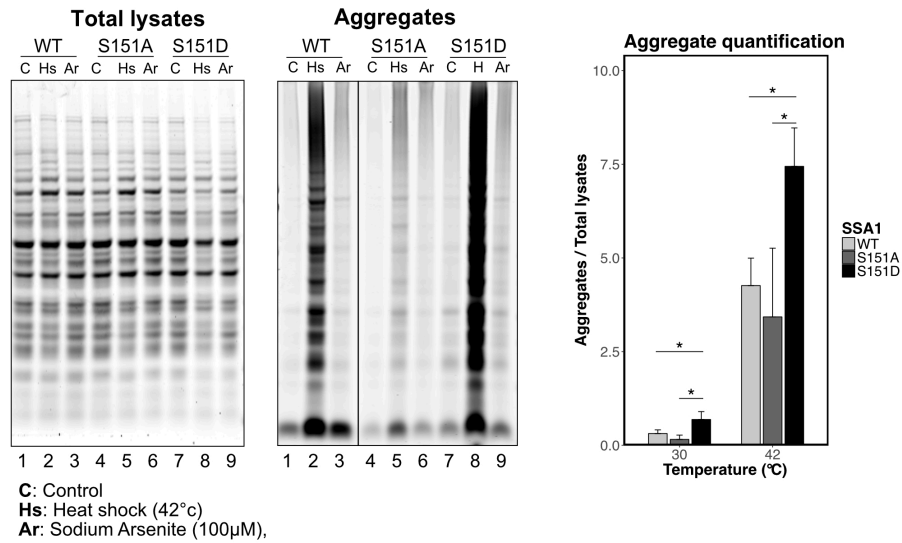 Total lysates
WT S151A S151D
C Hs Ar C Hs Ar C Hs Ar
1 2 3 4 5 6 7 8 9
Aggregates
WT S151A S151D
C Hs Ar C Hs Ar C H Ar
1 2 3 4 5 6 7 8 9
C: Control
Hs: Heat shock (42°c)
Ar: Sodium Arsenite (100µM),
Aggregate quantification
Aggregates / Total lysates
10.0
7.5
5.0
2.5
0.0
* *
* *
30 42
Temperature (°C)
SSA1
WT
S151A
S151D